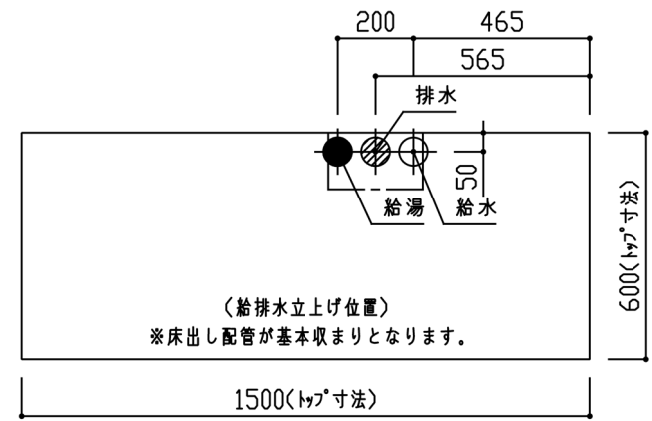 200
465
565
排水
50
給湯
給水
600(トップ寸法)
(給排水立上げ位置)
※床出し配管が基本収まりとなります。
1500(トップ寸法)